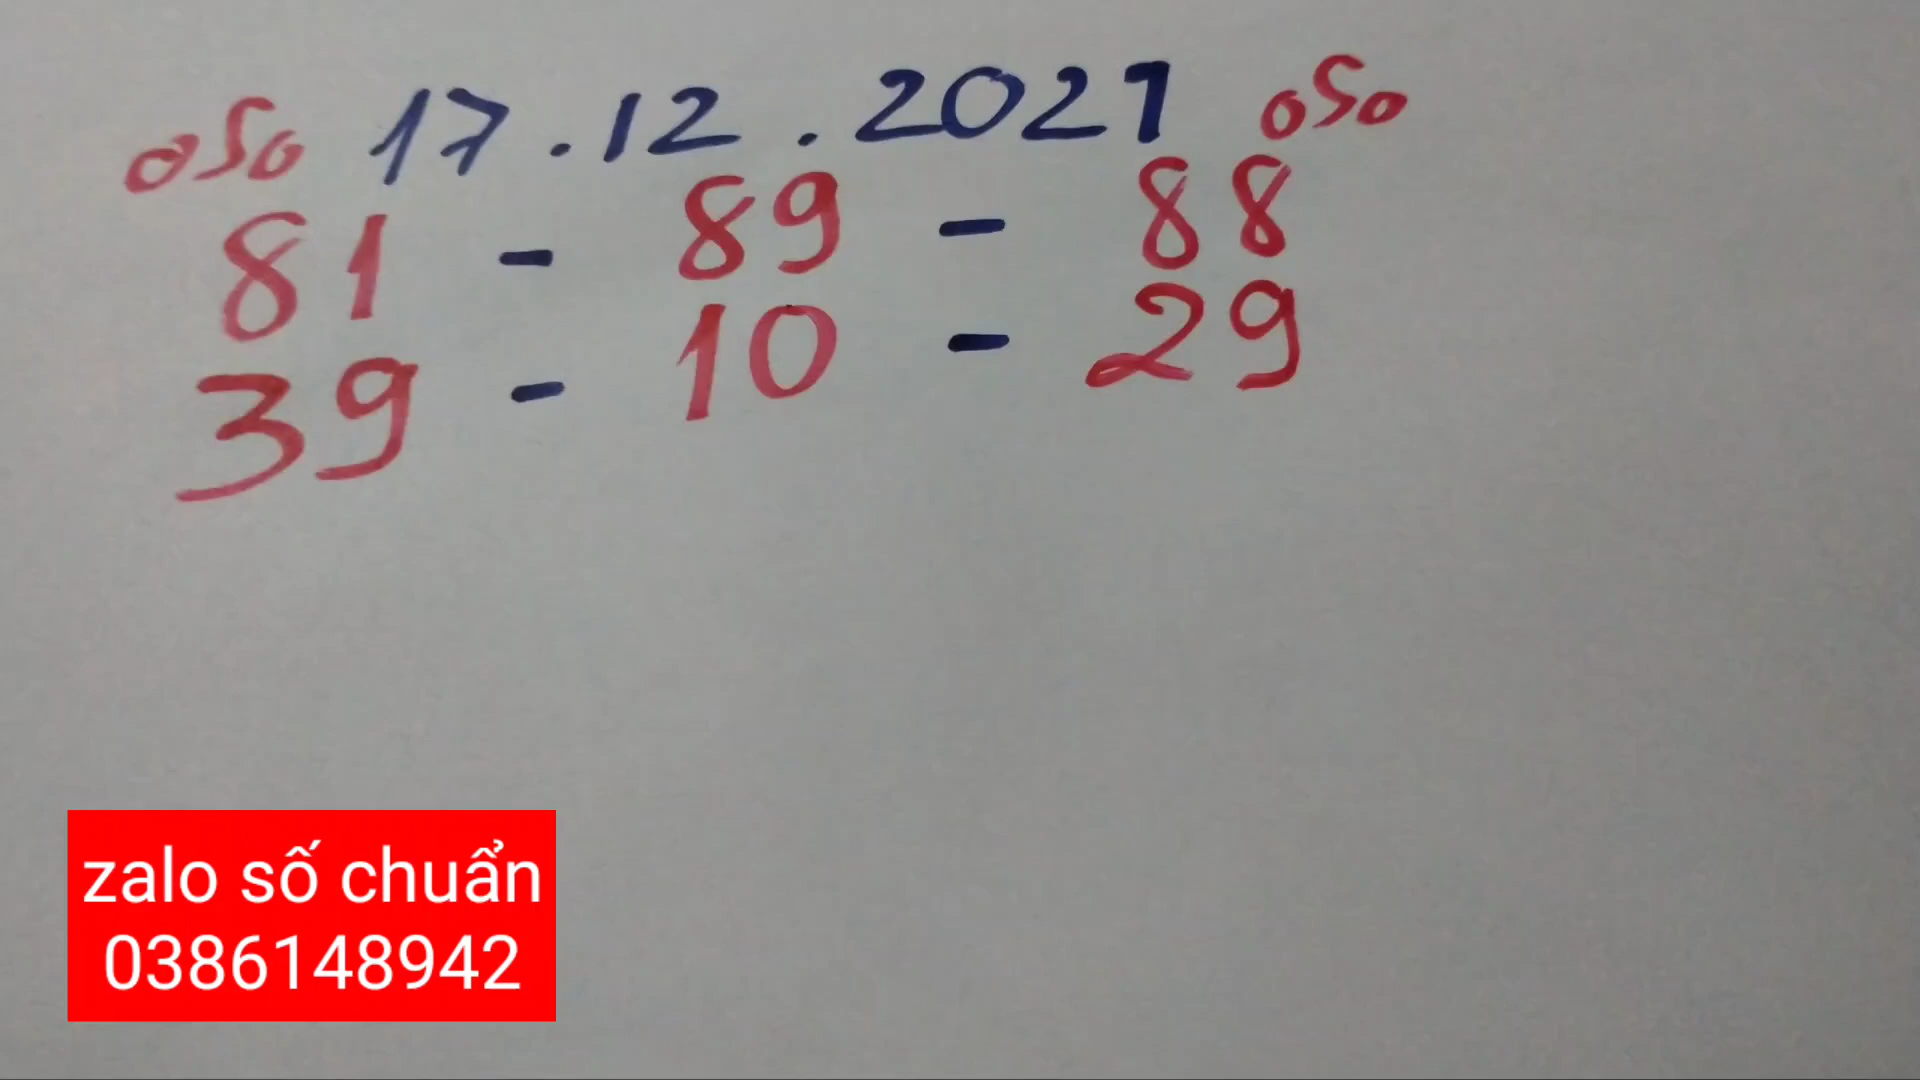 oSo 17.12.2021 oSo
81 - 89 - 88
39 - 10 - 29
zalo số chuẩn
0386148942